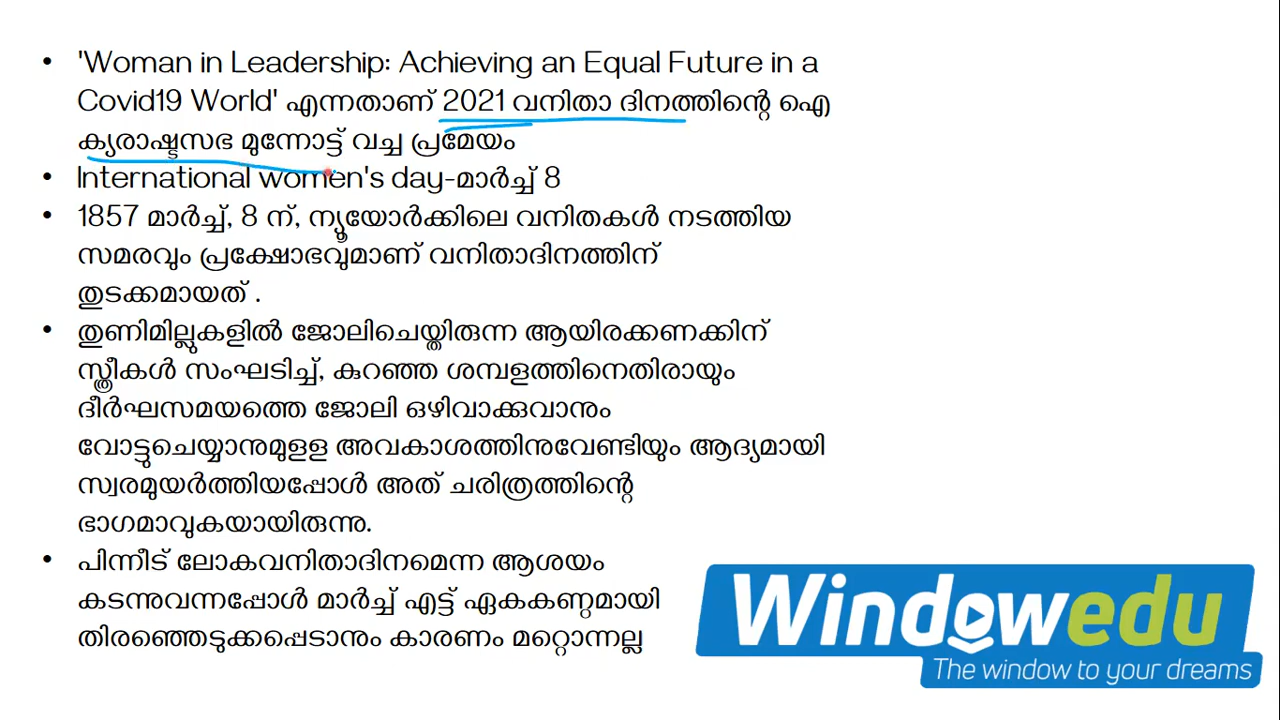 • 'Woman in Leadership: Achieving an Equal Future in a
Covid19 World' എന്നതാണ് 2021 വനിതാ ദിനത്തിന്റെ ഐ
ക്യരാഷ്ട്രസഭ മുന്നോട്ട് വച്ച പ്രമേയം
• International women's day-മാർച്ച് 8
• 1857 മാർച്ച്, 8 ന്, ന്യൂയോർക്കിലെ വനിതകൾ നടത്തിയ
സമരവും പ്രക്ഷോഭവുമാണ് വനിതാദിനത്തിന്
തുടക്കമായത് .
• തുണിമില്ലുകളിൽ ജോലിചെയ്തിരുന്ന ആയിരക്കണക്കിന്
സ്ത്രീകൾ സംഘടിച്ച്, കുറഞ്ഞ ശമ്പളത്തിനെതിരായും
ദീർഘസമയത്തെ ജോലി ഒഴിവാക്കുവാനും
വോട്ടുചെയ്യാനുമുളള അവകാശത്തിനുവേണ്ടിയും ആദ്യമായി
സ്വരമുയർത്തിയപ്പോൾ അത് ചരിത്രത്തിന്റെ
ഭാഗമാവുകയായിരുന്നു.
• പിന്നീട് ലോകവനിതാദിനമെന്ന ആശയം
കടന്നുവന്നപ്പോൾ മാർച്ച് എട്ട് ഏകകണ്ഠമായി
തിരഞ്ഞെടുക്കപ്പെടാനും കാരണം മറ്റൊന്നല്ല
Windowedu
The window to your dreams